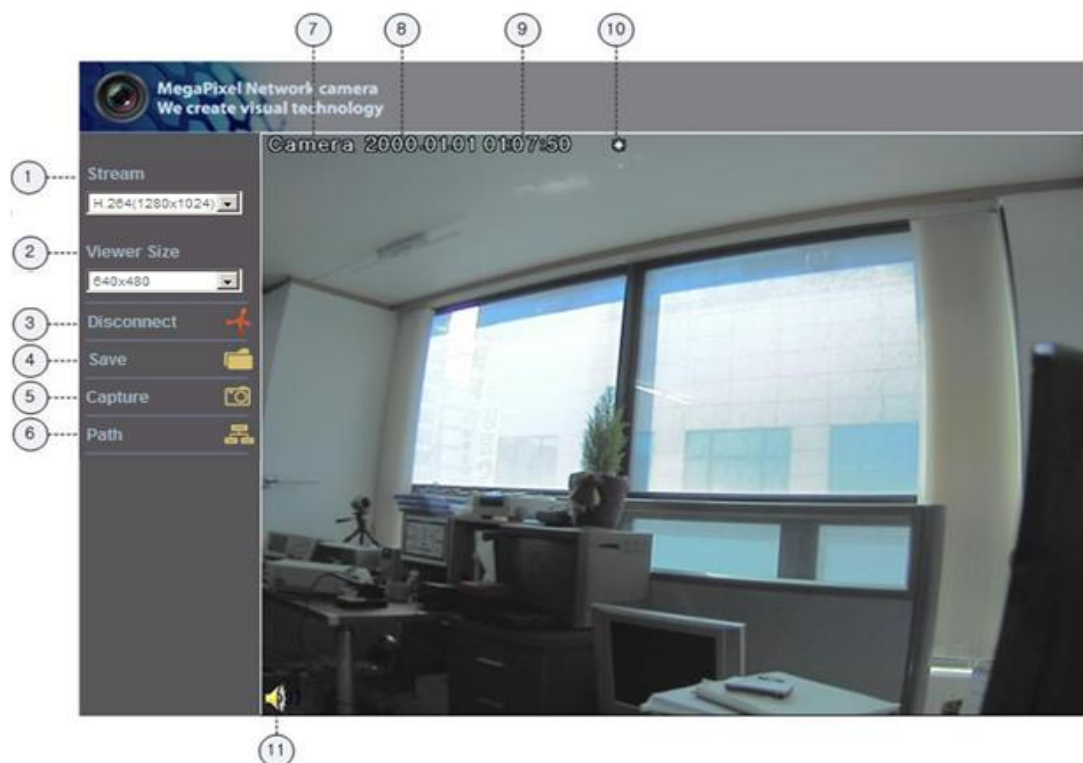 7 8 9 10
MegaPixel Network camera
We create visual technology
Camera 2000.01.01 01:07:50
1 Stream
H.264(1280x1024)
2 Viewer Size
640x480
3 Disconnect
4 Save
5 Capture
6 Path
11